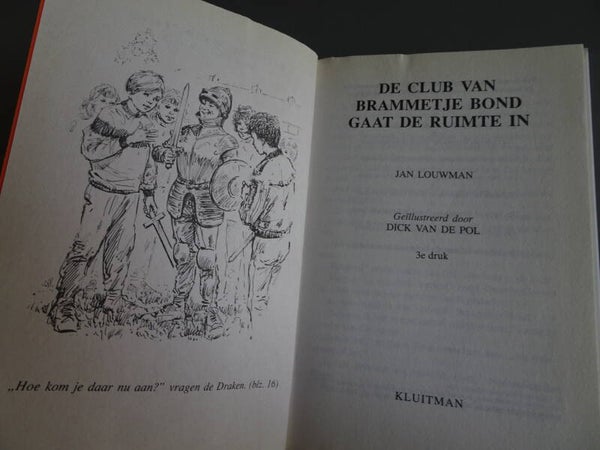 „Hoe kom je daar nu aan?” vragen de Draken. (blz. 16)
DE CLUB VAN
BRAMMETJE BOND
GAAT DE RUIMTE IN
JAN LOUWMAN
Geïllustreerd door
DICK VAN DE POL
3e druk
KLUITMAN